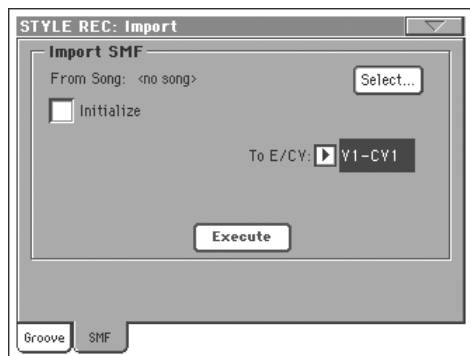 STYLE REC: Import
Import SMF
From Song: <no song>
Select...
Initialize
To E/CV: V1-CV1
Execute
Groove SMF